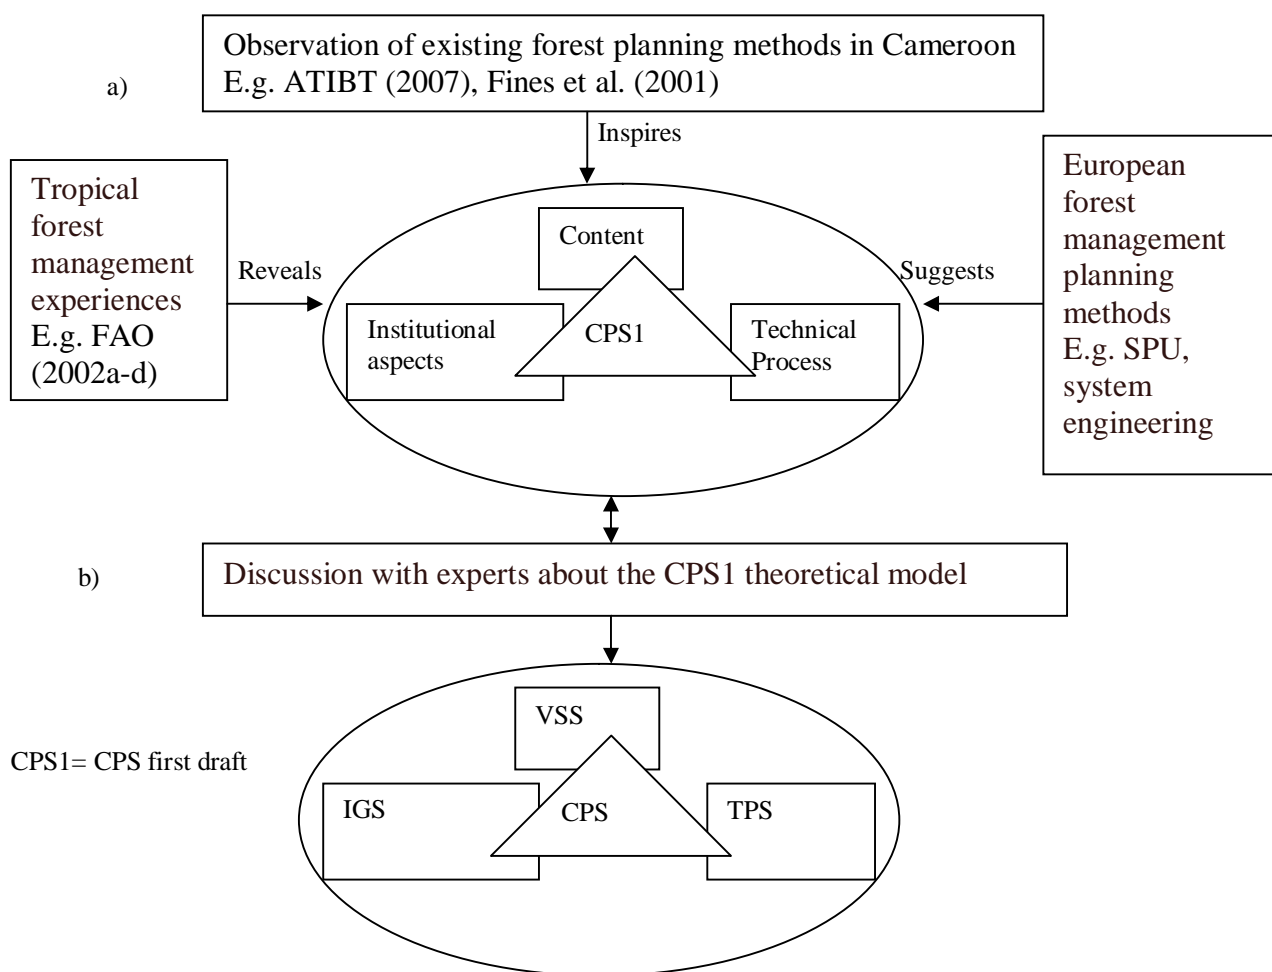 Observation of existing forest planning methods in Cameroon
E.g. ATIBT (2007), Fines et al. (2001)
a)
Inspires
Tropical
forest
management
experiences
E.g. FAO
(2002a-d)
Reveals
Content
Institutional
aspects
CPS1
Technical
Process
Suggests
European
forest
management
planning
methods
E.g. SPU,
system
engineering
b)
Discussion with experts about the CPS1 theoretical model
CPS1= CPS first draft
VSS
IGS
CPS
TPS